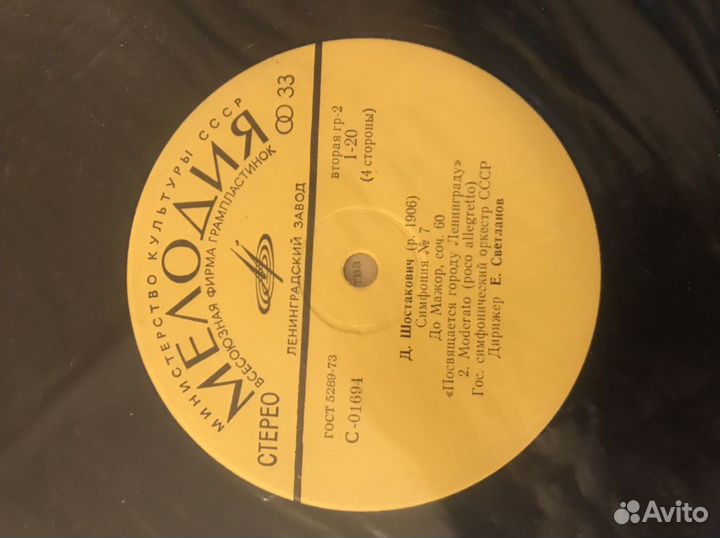 МИНИСТЕРСТВО КУЛЬТУРЫ СССР
МЕЛОДИЯ
ВСЕСОЮЗНАЯ ФИРМА ГРАМПЛАСТИНОК
СТЕРЕО
33
ЛЕНИНГРАДСКИЙ ЗАВОД
ГОСТ 5289-73
С-01694
вторая гр-2
1-20
(4 стороны)
Д. Шостакович (р. 1906)
Симфония № 7
До Мажор, соч. 60
«Посвящается городу Ленинграду»
2. Moderato (poco allegretto)
Гос. симфонический оркестр СССР
Дирижер Е. Светланов
Avito